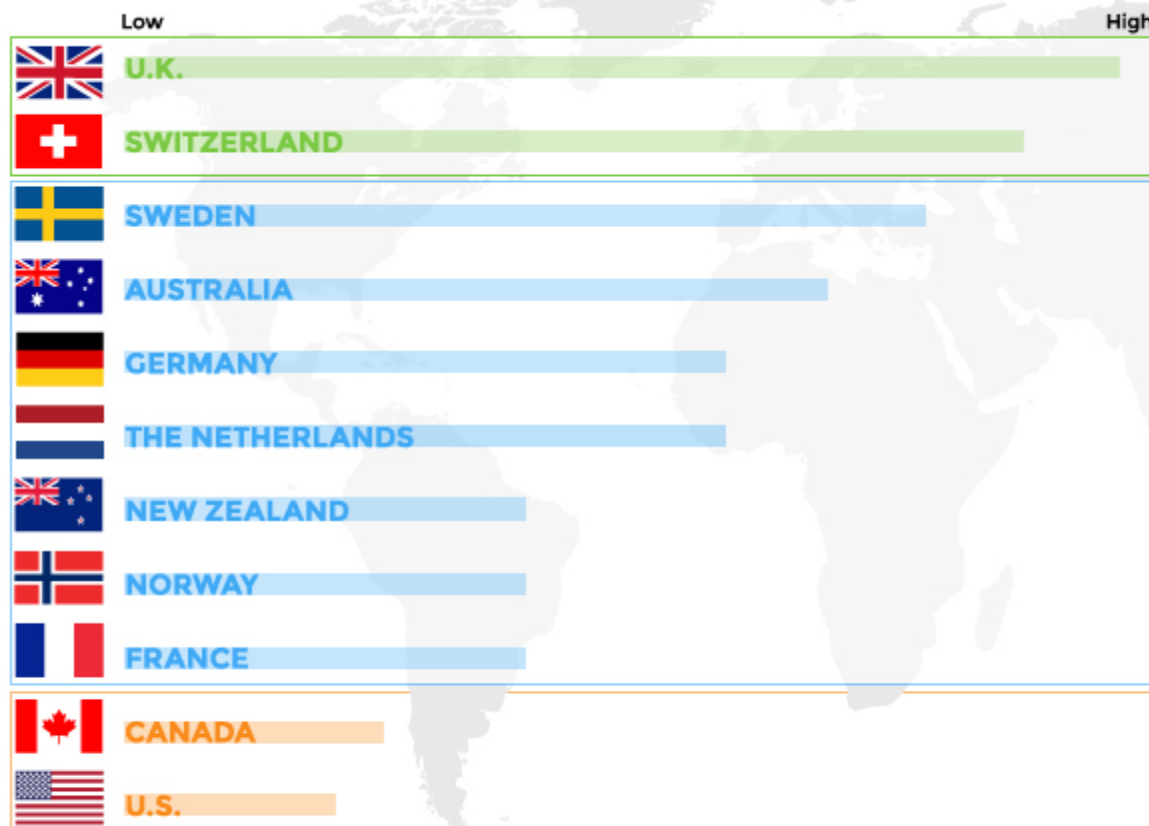 Low
High
U.K.
SWITZERLAND
SWEDEN
AUSTRALIA
GERMANY
THE NETHERLANDS
NEW ZEALAND
NORWAY
FRANCE
CANADA
U.S.